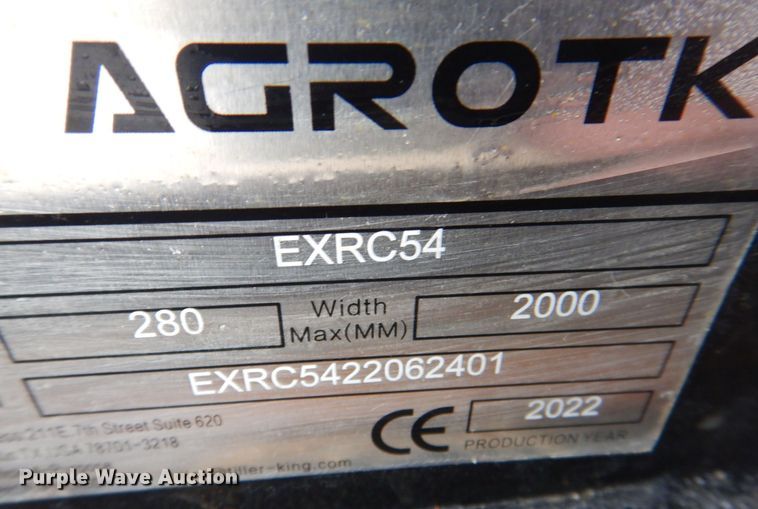 AGROTK
EXRC54
280 Width Max(MM) 2000
EXRC5422062401
211E 7th Street Suite 620
TX USA 78701-3218
CE 2022
PRODUCTION YEAR
tiller-king.com
Purple Wave Auction